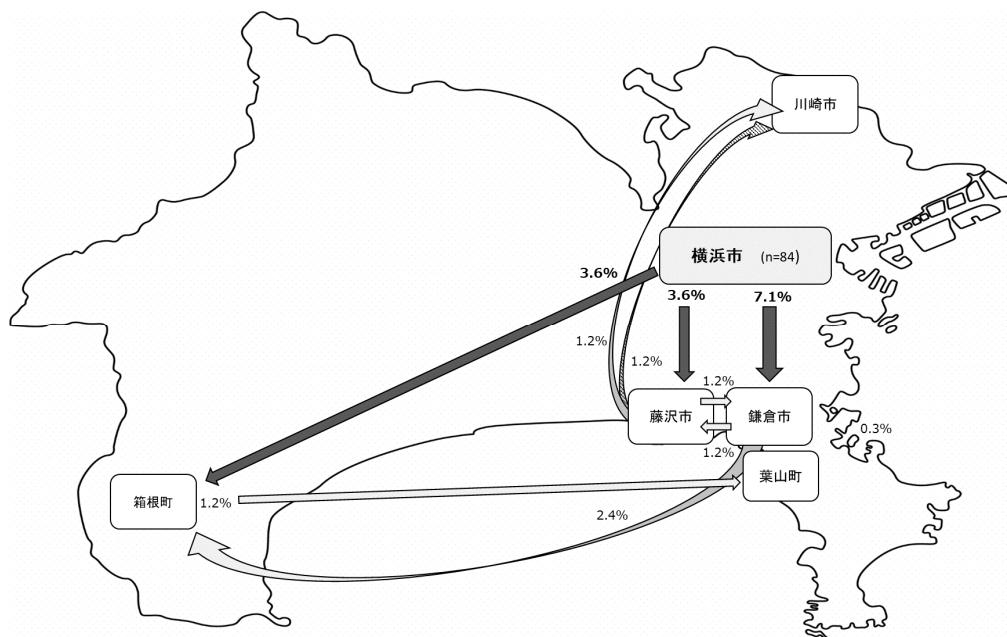 川崎市
横浜市 (n=84)
3.6%
3.6%
7.1%
1.2%
1.2%
1.2%
藤沢市
鎌倉市
0.3%
1.2%
葉山町
箱根町
1.2%
2.4%